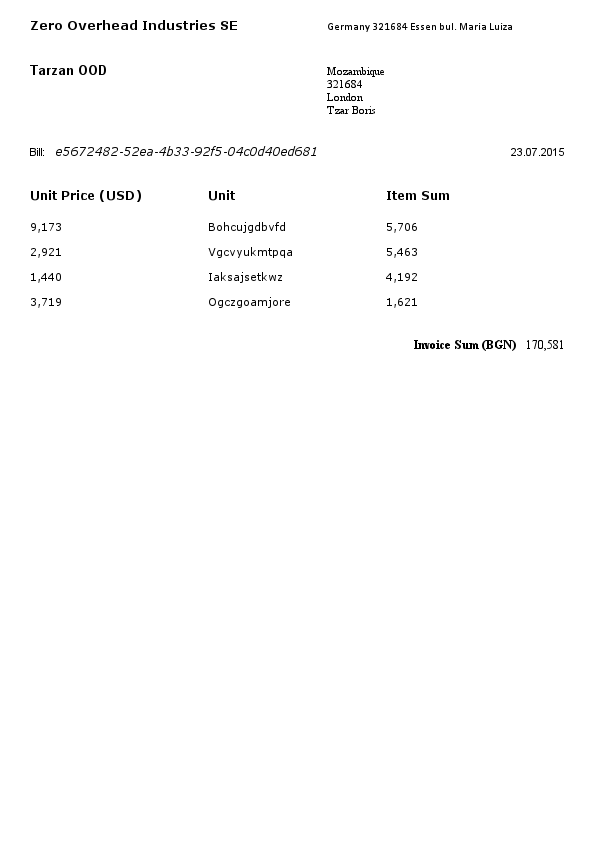 Zero Overhead Industries SE Germany 321684 Essen bul. Maria Luiza
Tarzan OOD Mozambique
321684
London
Tzar Boris
Bill: e5672482-52ea-4b33-92f5-04c0d40ed681 23.07.2015
Unit Price (USD) Unit Item Sum
9,173 Bohcujgdbvfd 5,706
2,921 Vgcvyukmtpqa 5,463
1,440 Iaksajsetkwz 4,192
3,719 Ogczgoamjore 1,621
Invoice Sum (BGN) 170,581